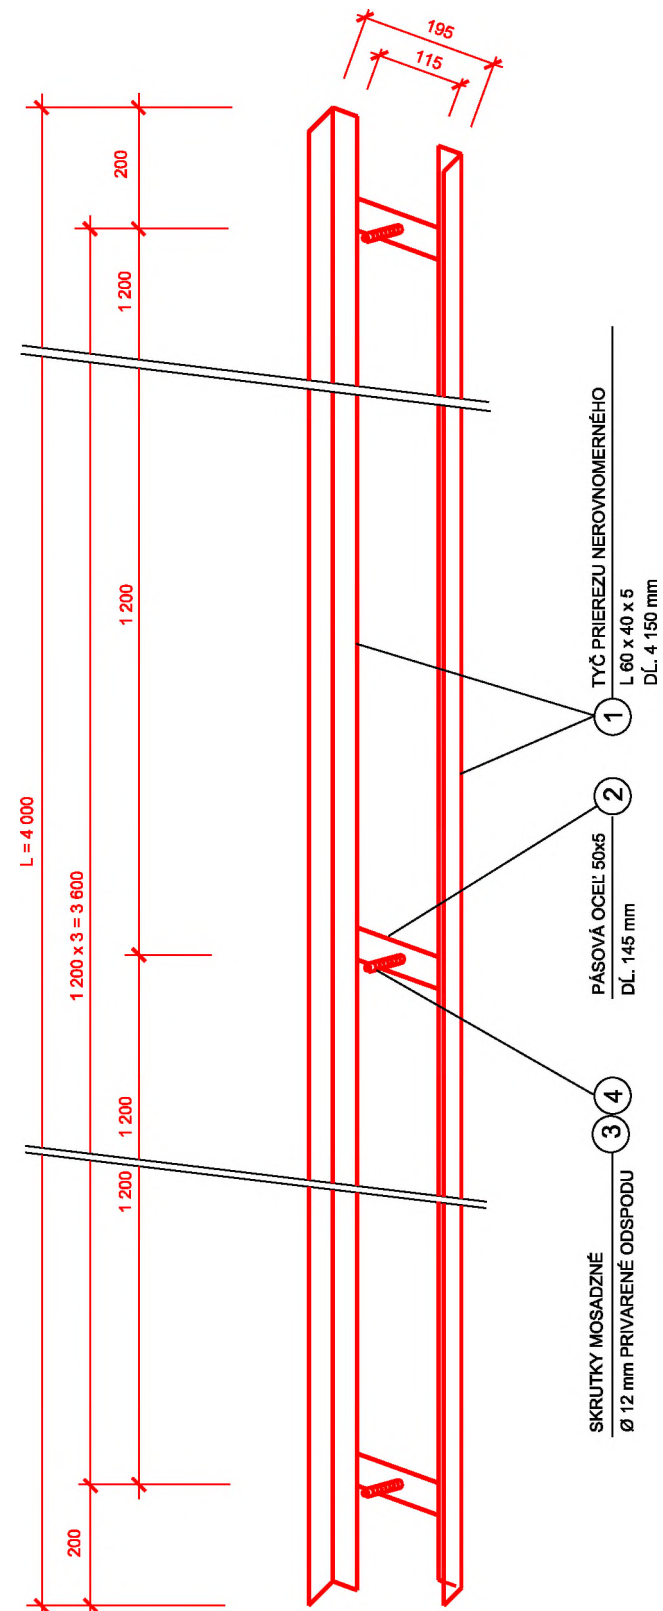 195
115
200
1 200
1 200
L = 4 000
1 200 x 3 = 3 600
1 200
1 200
200
1
TYČ PRIEREZU NEROVNOMERNÉHO
L 60 x 40 x 5
DĹ. 4 150 mm
2
PÁSOVÁ OCEĽ 50x5
DĹ. 145 mm
3 4
SKRUTKY MOSADZNÉ
Ø 12 mm PRIVARENÉ ODSPODU